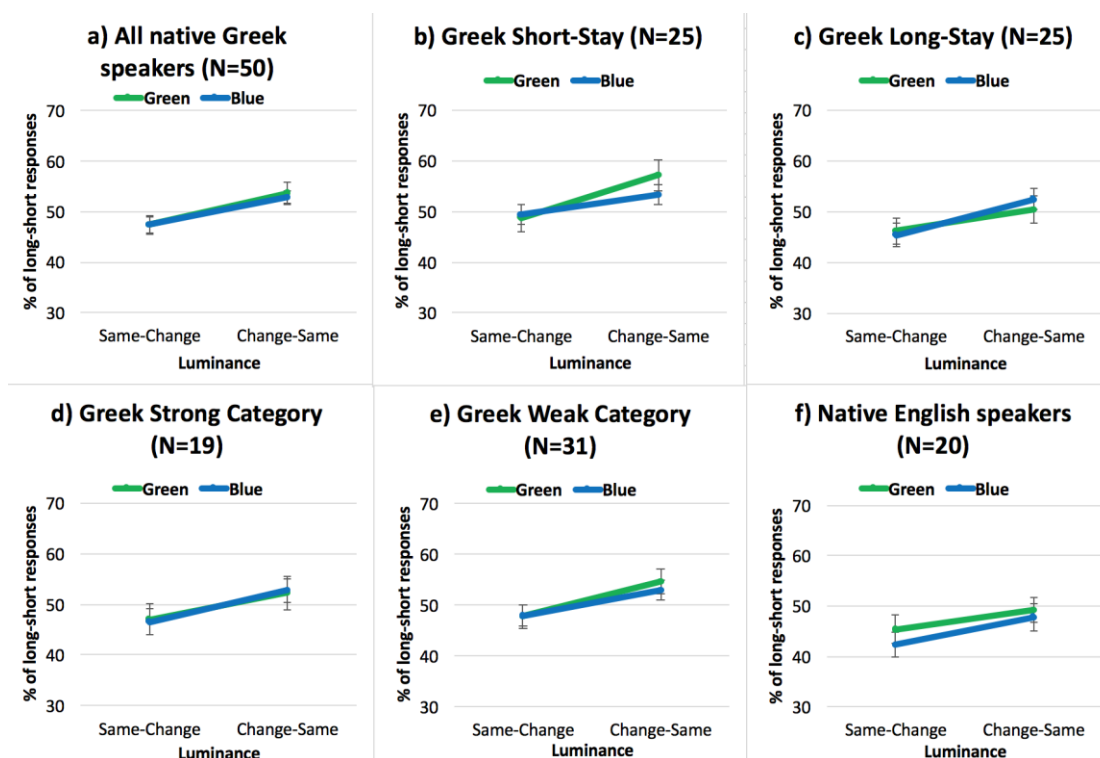 a) All native Greek
speakers (N=50)
Green Blue
% of long-short responses
70
60
50
40
30
Same-Change Change-Same
Luminance
b) Greek Short-Stay (N=25)
Green Blue
% of long-short responses
70
60
50
40
30
Same-Change Change-Same
Luminance
c) Greek Long-Stay (N=25)
Green Blue
% of long-short responses
70
60
50
40
30
Same-Change Change-Same
Luminance
d) Greek Strong Category
(N=19)
Green Blue
% of long-short responses
70
60
50
40
30
Same-Change Change-Same
Luminance
e) Greek Weak Category
(N=31)
Green Blue
% of long-short responses
70
60
50
40
30
Same-Change Change-Same
Luminance
f) Native English speakers
(N=20)
Green Blue
% of long-short responses
70
60
50
40
30
Same-Change Change-Same
Luminance